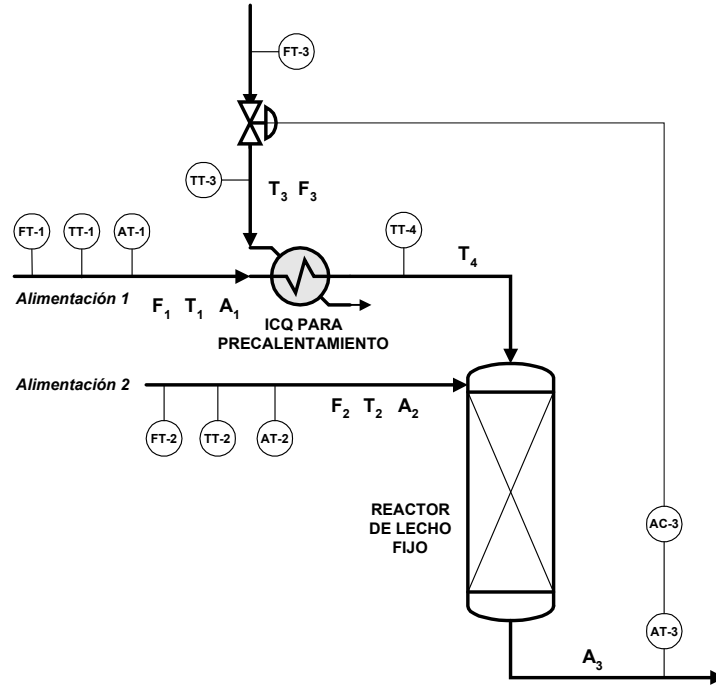 FT-3
TT-3
T3 F3
FT-1
TT-1
AT-1
TT-4
T4
Alimentación 1
F1 T1 A1
ICQ PARA
PRECALENTAMIENTO
Alimentación 2
F2 T2 A2
FT-2
TT-2
AT-2
REACTOR
DE LECHO
FIJO
AC-3
AT-3
A3